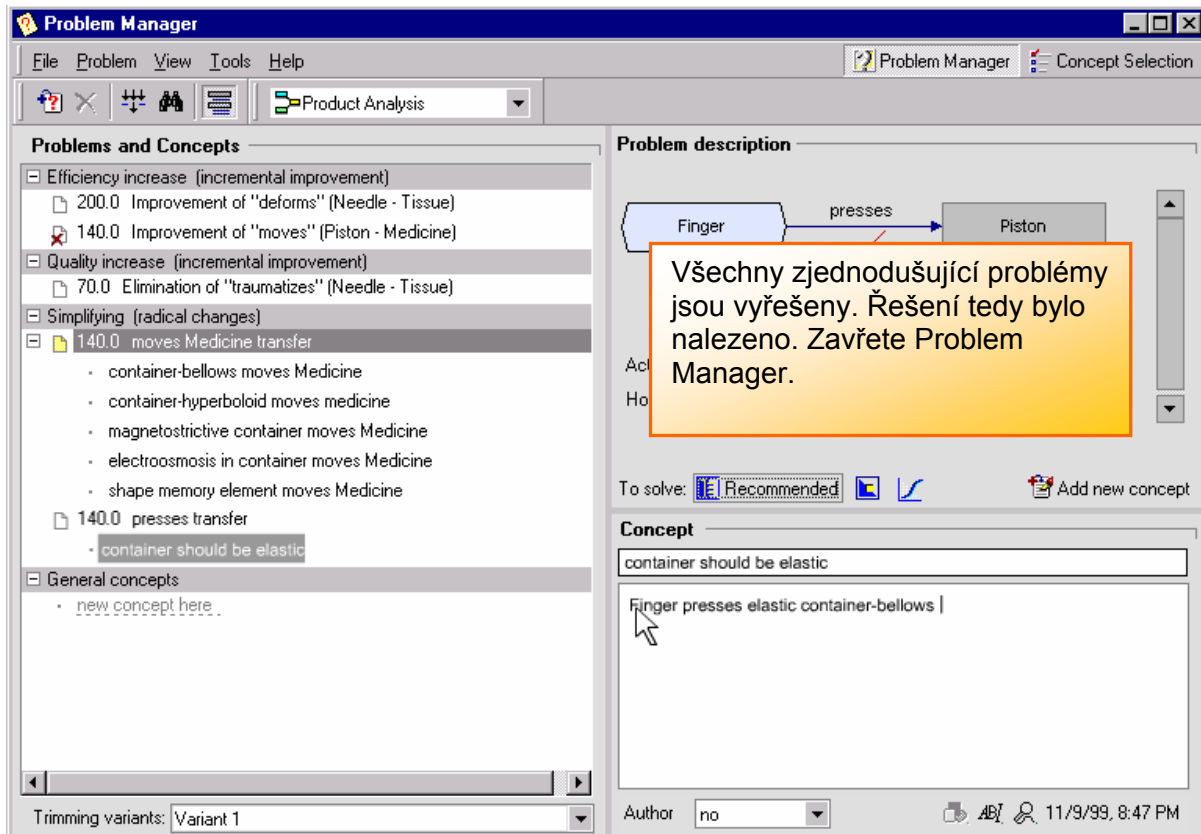 Problem Manager
File Problem View Tools Help
Problem Manager
Concept Selection
Product Analysis
Problems and Concepts
Efficiency increase (incremental improvement)
200.0 Improvement of "deforms" (Needle - Tissue)
140.0 Improvement of "moves" (Piston - Medicine)
Quality increase (incremental improvement)
70.0 Elimination of "traumatizes" (Needle - Tissue)
Simplifying (radical changes)
140.0 moves Medicine transfer
container-bellows moves Medicine
container-hyperboloid moves medicine
magnetostrictive container moves Medicine
electroosmosis in container moves Medicine
shape memory element moves Medicine
140.0 presses transfer
container should be elastic
General concepts
new concept here
Trimming variants: Variant 1
Problem description
Finger
presses
Piston
Všechny zjednodušující problémy
jsou vyřešeny. Řešení tedy bylo
nalezeno. Zavřete Problem
Manager.
To solve: Recommended
Add new concept
Concept
container should be elastic
Finger presses elastic container-bellows
Author no
11/9/99, 8:47 PM